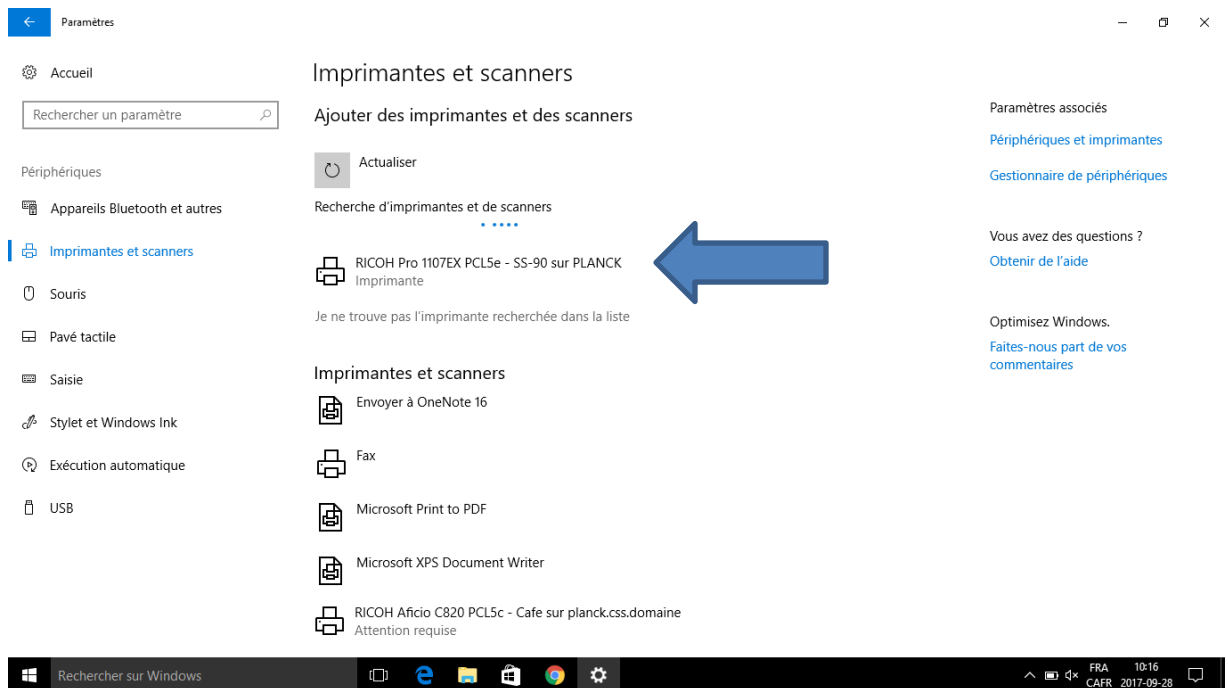 Paramètres
Accueil
Rechercher un paramètre
Périphériques
Appareils Bluetooth et autres
Imprimantes et scanners
Souris
Pavé tactile
Saisie
Stylet et Windows Ink
Exécution automatique
USB
Imprimantes et scanners
Ajouter des imprimantes et des scanners
Actualiser
Recherche d'imprimantes et de scanners
RICOH Pro 1107EX PCL5e - SS-90 sur PLANCK
Imprimante
Je ne trouve pas l'imprimante recherchée dans la liste
Imprimantes et scanners
Envoyer à OneNote 16
Fax
Microsoft Print to PDF
Microsoft XPS Document Writer
RICOH Aficio C820 PCL5c - Cafe sur planck.css.domaine
Attention requise
Paramètres associés
Périphériques et imprimantes
Gestionnaire de périphériques
Vous avez des questions ?
Obtenir de l'aide
Optimisez Windows.
Faites-nous part de vos
commentaires
Rechercher sur Windows
FRA 10:16
CAFR 2017-09-28